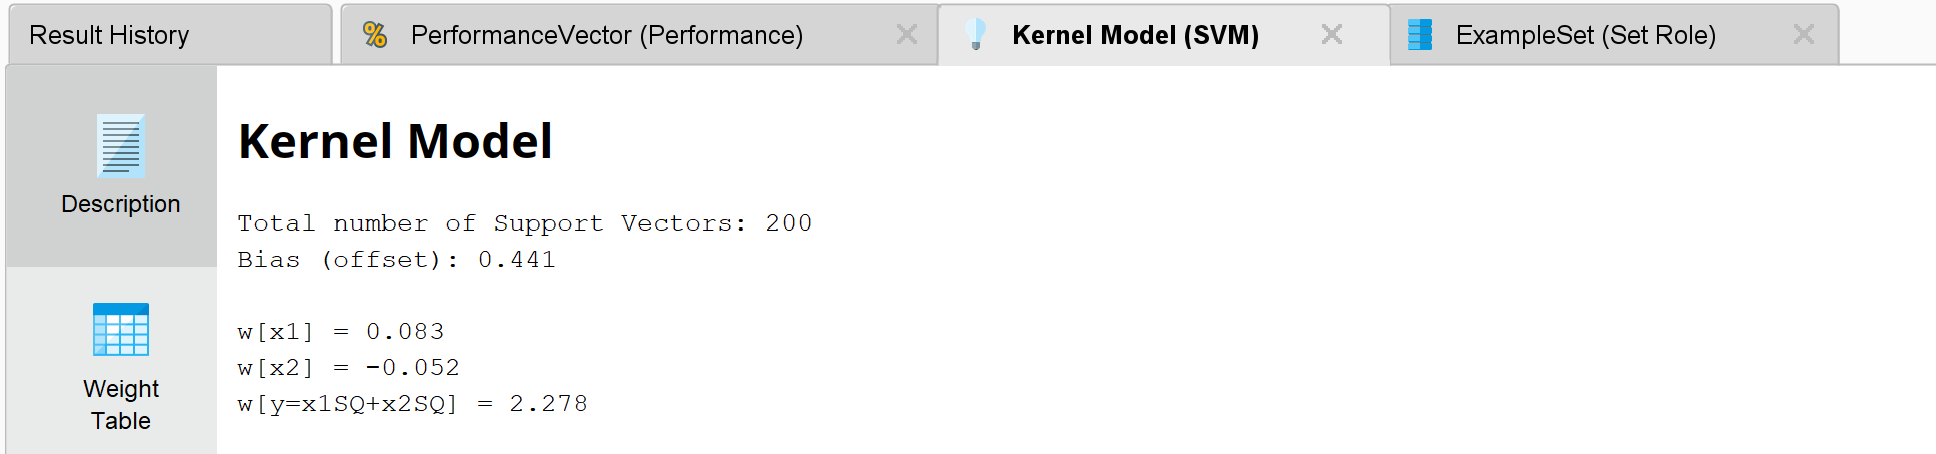 Result History
PerformanceVector (Performance)
Kernel Model (SVM)
ExampleSet (Set Role)
Description
Weight
Table
Kernel Model
Total number of Support Vectors: 200
Bias (offset): 0.441
w[x1] = 0.083
w[x2] = -0.052
w[y=x1SQ+x2SQ] = 2.278